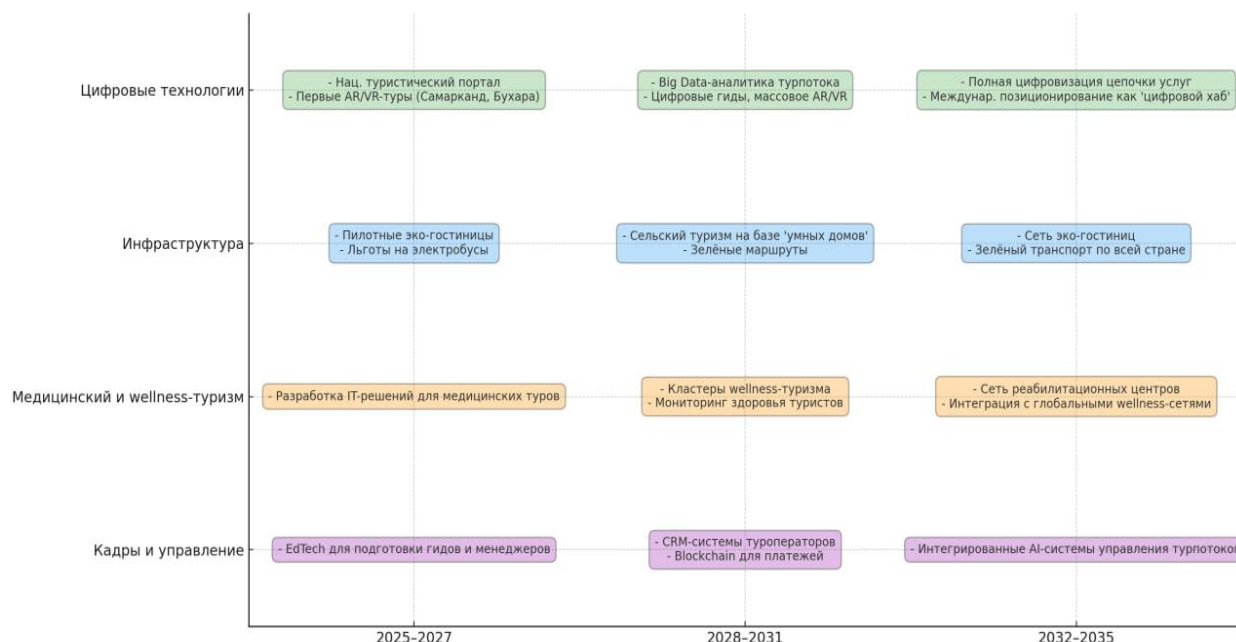 Цифровые технологии
- Нац. туристический портал
- Первые AR/VR-туры (Самарканд, Бухара)
- Big Data-аналитика турпотока
- Цифровые гиды, массовое AR/VR
- Полная цифровизация цепочки услуг
- Междунар. позиционирование как 'цифровой хаб'
Инфраструктура
- Пилотные эко-гостиницы
- Льготы на электробусы
- Сельский туризм на базе 'умных домов'
- Зелёные маршруты
- Сеть эко-гостиниц
- Зелёный транспорт по всей стране
Медицинский и wellness-туризм
- Разработка IT-решений для медицинских туров
- Кластеры wellness-туризма
- Мониторинг здоровья туристов
- Сеть реабилитационных центров
- Интеграция с глобальными wellness-сетями
Кадры и управление
- EdTech для подготовки гидов и менеджеров
- CRM-системы туроператоров
- Blockchain для платежей
- Интегрированные AI-системы управления турпотоком
2025–2027
2028–2031
2032–2035